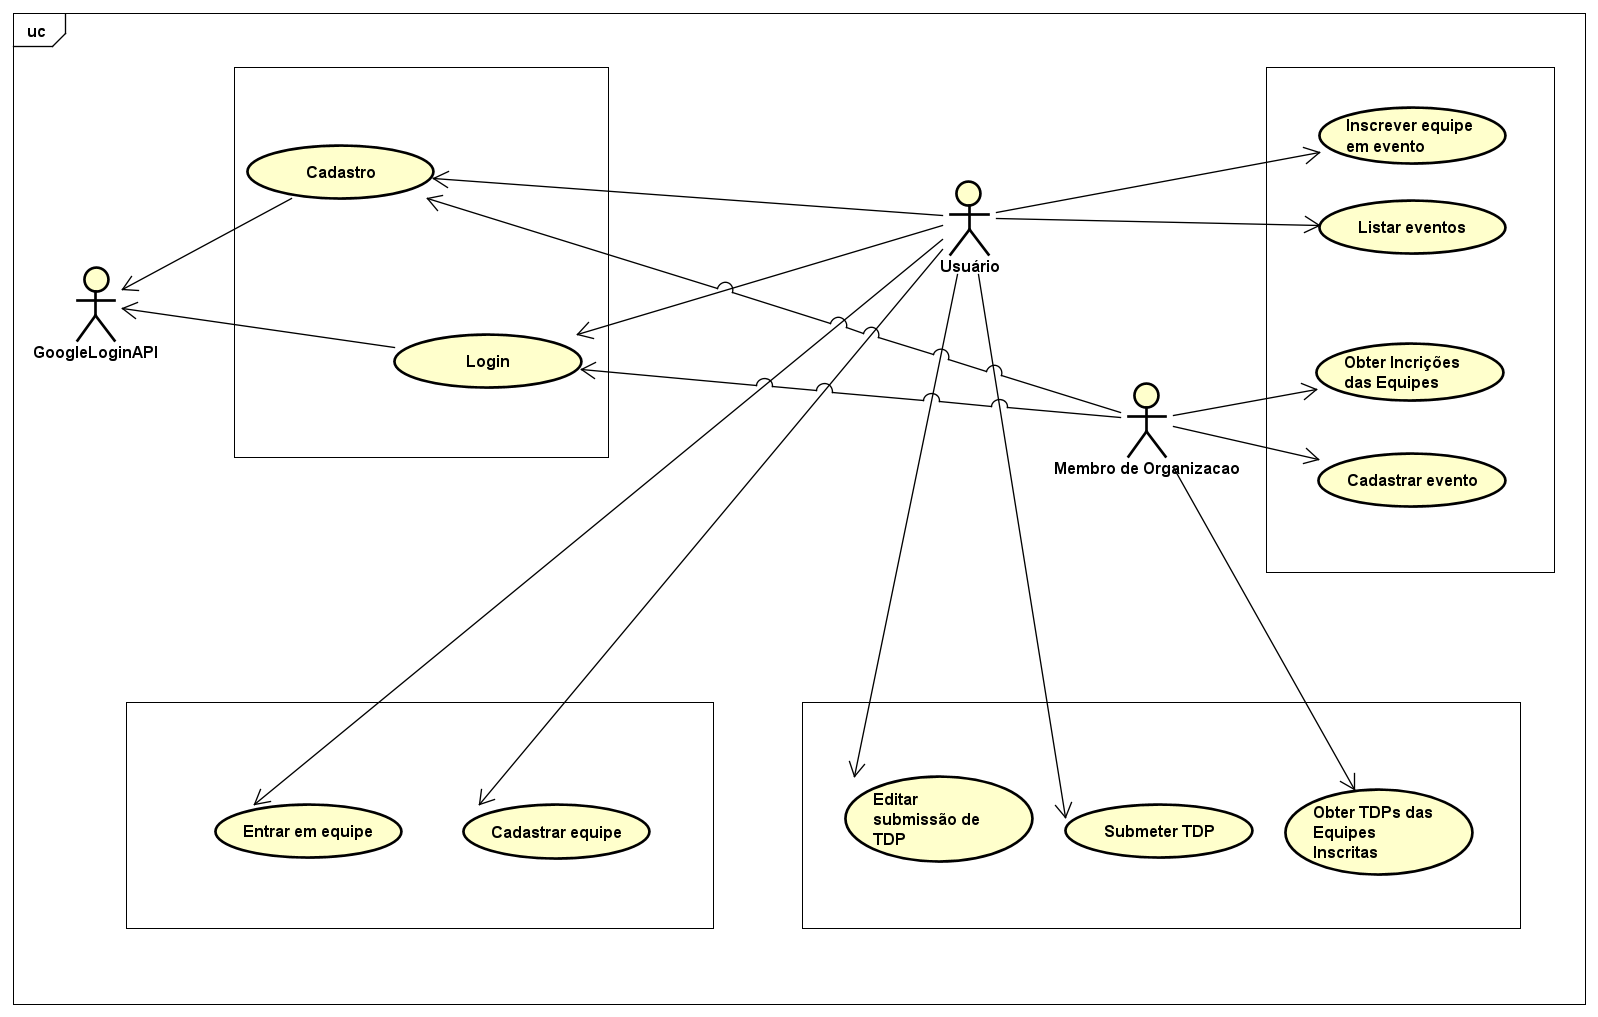 uc
Cadastro
Login
GoogleLoginAPI
Usuário
Membro de Organizacao
Inscrever equipe
em evento
Listar eventos
Obter Incrições
das Equipes
Cadastrar evento
Entrar em equipe
Cadastrar equipe
Editar
submissão de
TDP
Submeter TDP
Obter TDPs das
Equipes
Inscritas